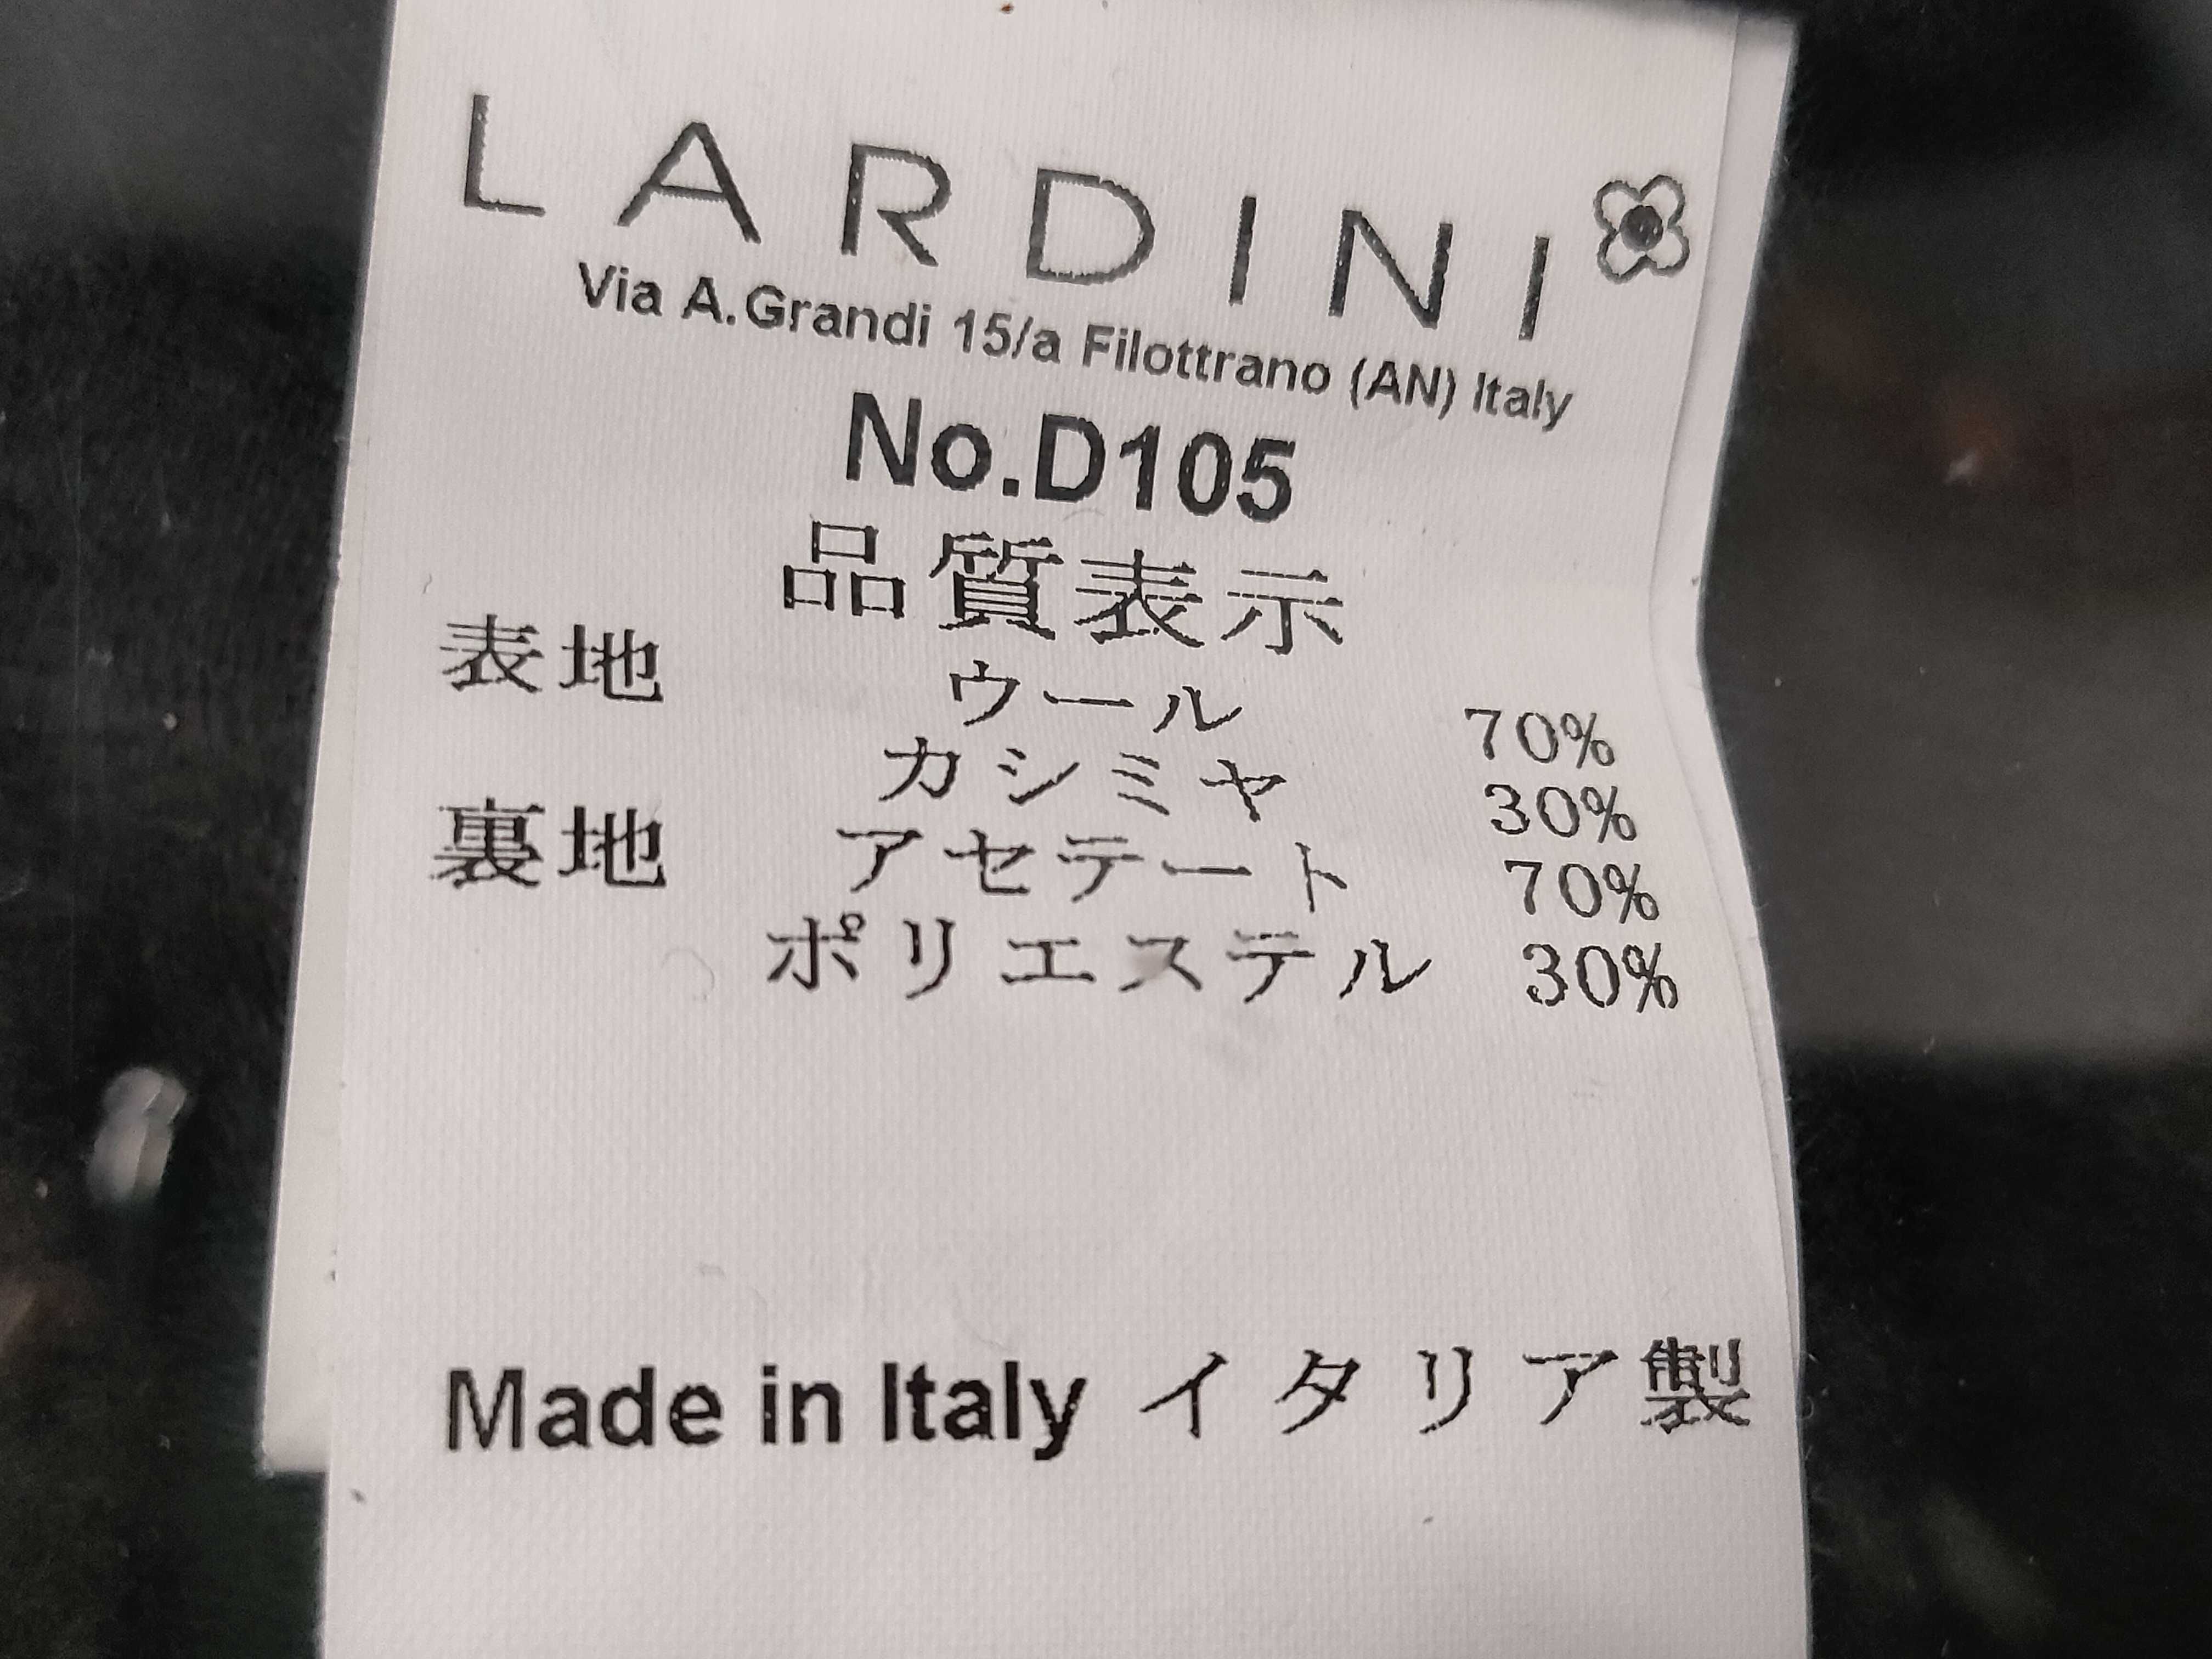 LARDINI
Via A.Grandi 15/a Filottrano (AN) Italy
No.D105
品質表示
表地 ウール 70%
カシミヤ 30%
裏地 アセテート 70%
ポリエステル 30%
Made in Italy イタリア製